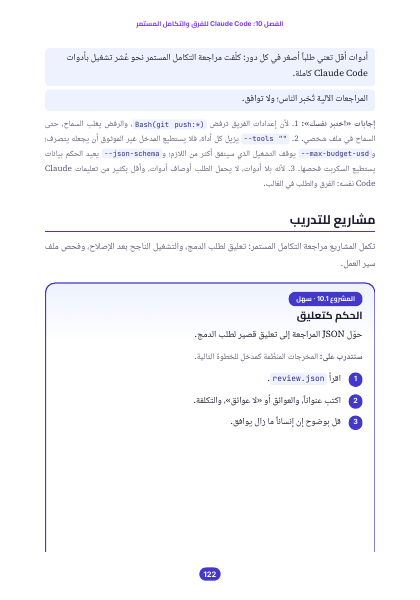 الفصل 10: Claude Code للفرق والتكامل المستمر
أدوات أقل تعني طلباً أصغر في كل دور: كلّفت مراجعة التكامل المستمر نحو عُشر تشغيل بأدوات
Claude Code كاملة.
المراجعات الآلية تُخبر الناس؛ ولا توافق.
إجابات «اختبر نفسك»: 1. لأن إعدادات الفريق ترفض Bash(git push:*)، والرفض يغلب السماح، حتى
السماح في ملف شخصي. 2. "" --tools يزيل كل أداة، فلا يستطيع المدخل غير الموثوق أن يجعله يتصرف؛
و --max-budget-usd يوقف التشغيل الذي سينفق أكثر من اللازم؛ و --json-schema يعيد الحكم بيانات
يستطيع السكربت فحصها. 3. لأنه بلا أدوات، لا يحمل الطلب أوصاف أدوات، وأقل بكثير من تعليمات Claude
Code نفسه: الفرق في الغالب.
مشاريع للتدريب
تكمل المشاريع مراجعة التكامل المستمر: تعليق لطلب الدمج، والتشغيل الناجح بعد الإصلاح، وفحص ملف
سير العمل.
المشروع 10.1 · سهل
الحكم كتعليق
حوّل JSON المراجعة إلى تعليق قصير لطلب الدمج.
ستتدرب على: المخرجات المنظّمة كمدخل للخطوة التالية.
1 اقرأ review.json.
2 اكتب عنواناً، والعوائق أو «لا عوائق»، والتكلفة.
3 قل بوضوح إن إنساناً ما زال يوافق.
122